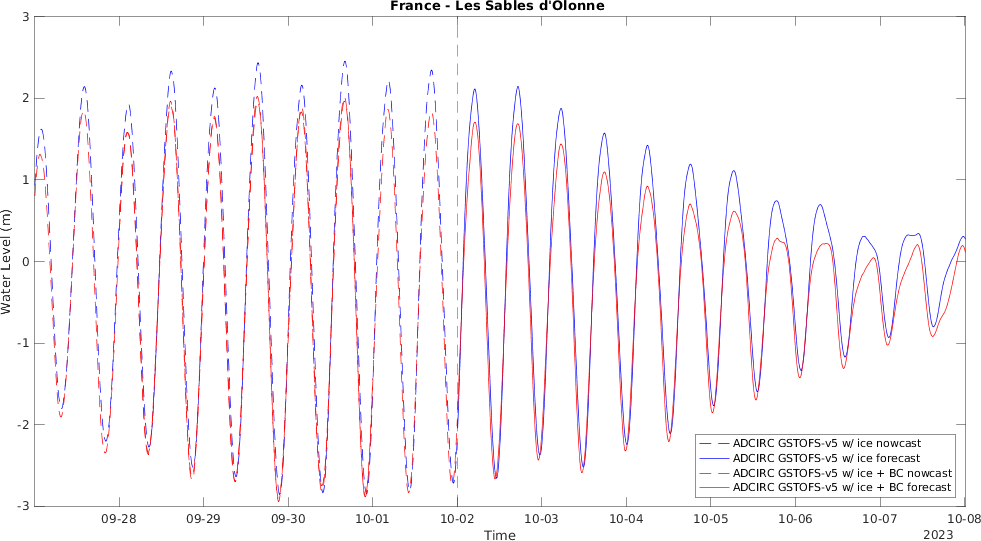 France - Les Sables d'Olonne
3
2
1
0
-1
-2
-3
Water Level (m)
ADCIRC GSTOFS-v5 w/ ice nowcast
ADCIRC GSTOFS-v5 w/ ice forecast
ADCIRC GSTOFS-v5 w/ ice + BC nowcast
ADCIRC GSTOFS-v5 w/ ice + BC forecast
09-28 09-29 09-30 10-01 10-02 10-03 10-04 10-05 10-06 10-07 10-08
Time
2023